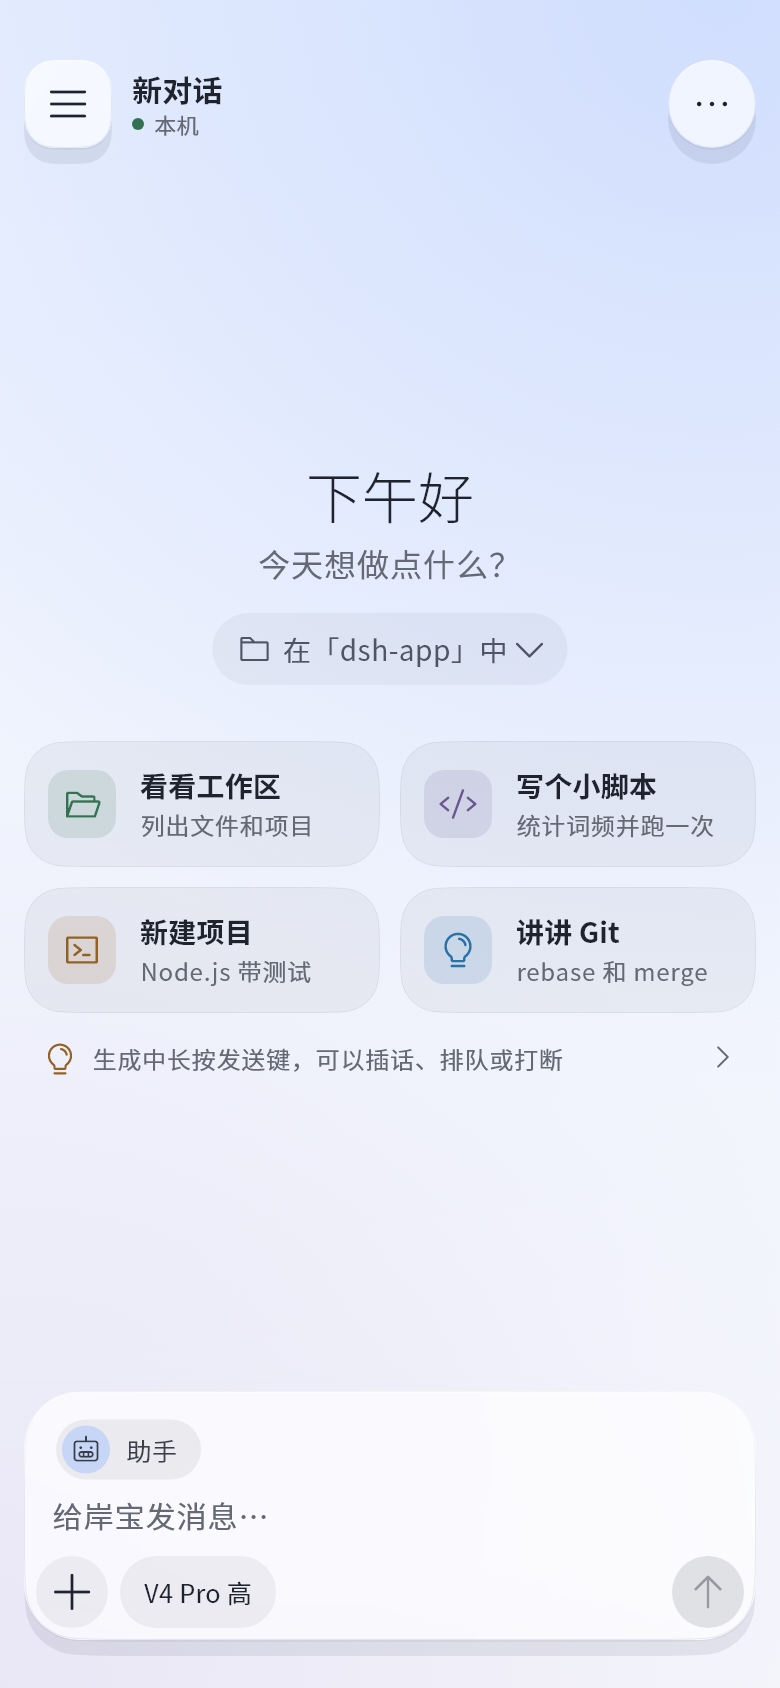 新对话
本机
下午好
今天想做点什么？
在「dsh-app」中
看看工作区
列出文件和项目
写个小脚本
统计词频并跑一次
新建项目
Node.js 带测试
讲讲 Git
rebase 和 merge
生成中长按发送键，可以插话、排队或打断
助手
给岸宝发消息…
V4 Pro 高